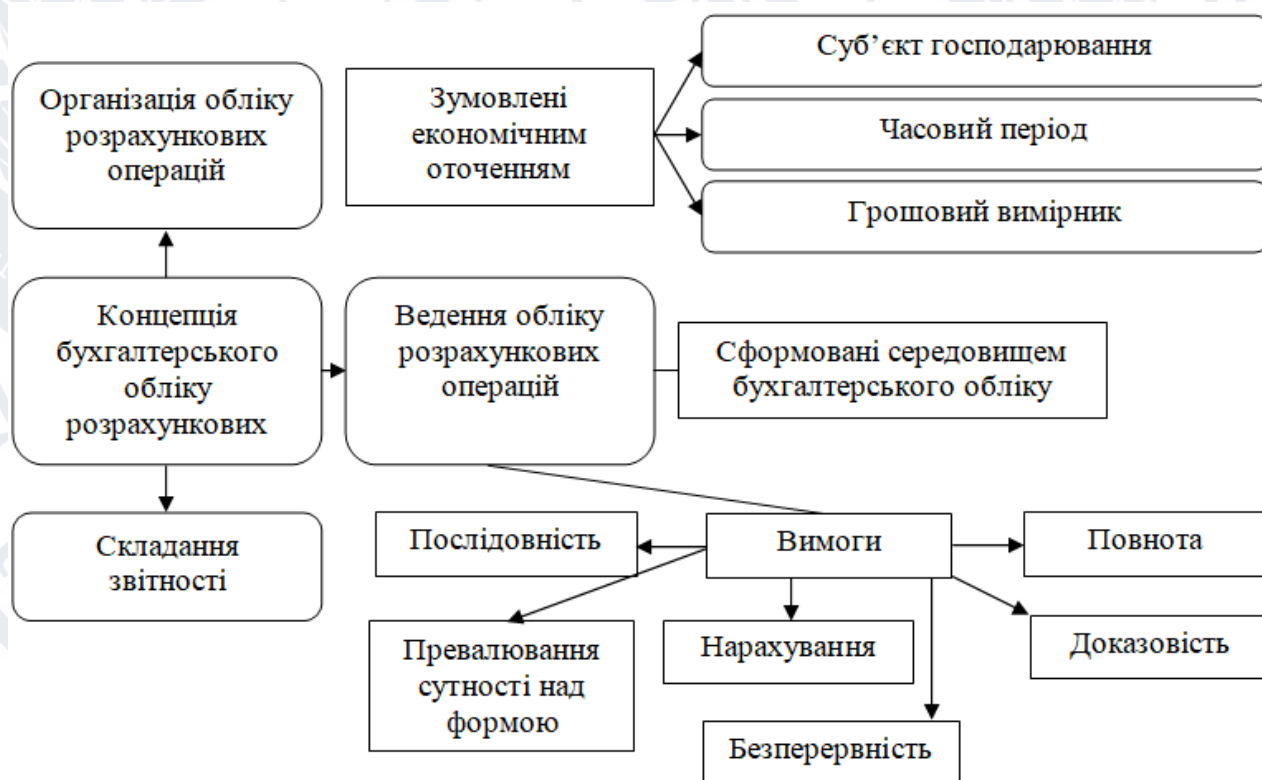 Організація обліку
розрахункових
операцій
Зумовлені
економічним
оточенням
Суб’єкт господарювання
Часовий період
Грошовий вимірник
Концепція
бухгалтерського
обліку
розрахункових
Ведення обліку
розрахункових
операцій
Сформовані середовищем
бухгалтерського обліку
Складання
звітності
Послідовність
Вимоги
Повнота
Превалювання
сутності над
формою
Нарахування
Доказовість
Безперервність